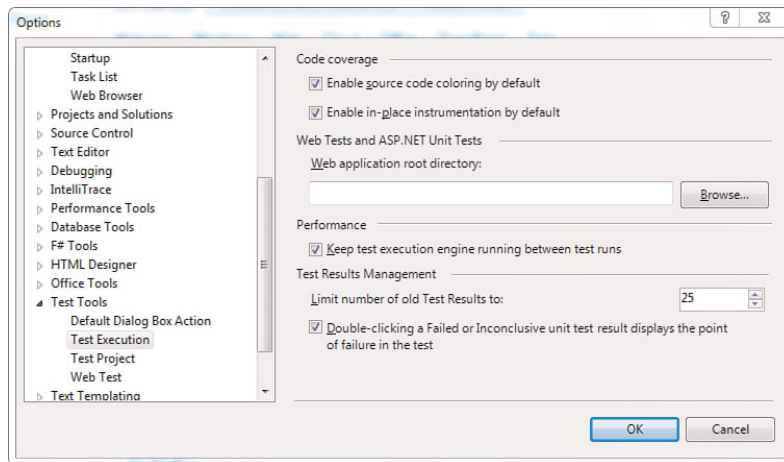 Options
Startup
Task List
Web Browser
Projects and Solutions
Source Control
Text Editor
Debugging
IntelliTrace
Performance Tools
Database Tools
F# Tools
HTML Designer
Office Tools
Test Tools
Default Dialog Box Action
Test Execution
Test Project
Web Test
Text Templating
Code coverage
Enable source code coloring by default
Enable in-place instrumentation by default
Web Tests and ASP.NET Unit Tests
Web application root directory:
Browse...
Performance
Keep test execution engine running between test runs
Test Results Management
Limit number of old Test Results to:
25
Double-clicking a Failed or Inconclusive unit test result displays the point
of failure in the test
OK
Cancel